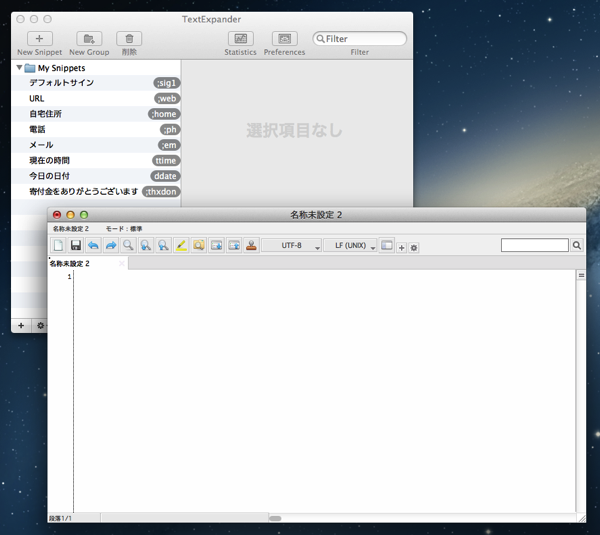 TextExpander
New Snippet
New Group
削除
Statistics
Preferences
Filter
Filter
My Snippets
デフォルトサイン ;sig1
URL ;web
自宅住所 ;home
電話 ;ph
メール ;em
現在の時間 ttime
今日の日付 ddate
寄付金をありがとうございます ;thxdon
選択項目なし
名称未設定 2
名称未設定 2 モード：標準
UTF-8
LF (UNIX)
名称未設定 2
1
段落1/1